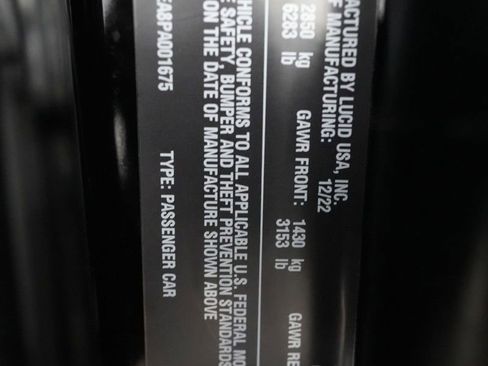 FACTURED BY LUCID USA, INC.
F MANUFACTURING: 12/22
2850 kg GAWR FRONT: 1430 kg GAWR RE
6283 lb 3153 lb
HICLE CONFORMS TO ALL APPLICABLE U.S. FEDERAL MO
E SAFETY, BUMPER AND THEFT PREVENTION STANDARDS
ON THE DATE OF MANUFACTURE SHOWN ABOVE
EA8PA001675 TYPE: PASSENGER CAR